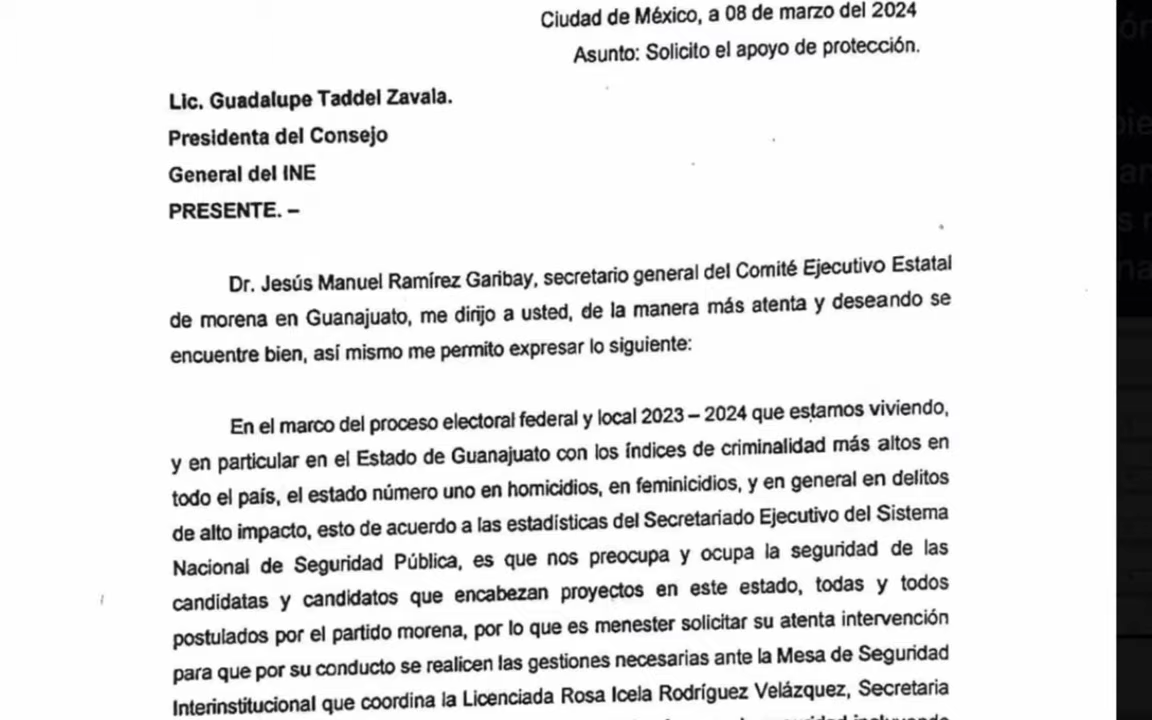 Ciudad de México, a 08 de marzo del 2024
Asunto: Solicito el apoyo de protección.
Lic. Guadalupe Taddel Zavala.
Presidenta del Consejo
General del INE
PRESENTE. –
Dr. Jesús Manuel Ramírez Garibay, secretario general del Comité Ejecutivo Estatal
de morena en Guanajuato, me dirijo a usted, de la manera más atenta y deseando se
encuentre bien, así mismo me permito expresar lo siguiente:
En el marco del proceso electoral federal y local 2023 – 2024 que estamos viviendo,
y en particular en el Estado de Guanajuato con los índices de criminalidad más altos en
todo el país, el estado número uno en homicidios, en feminicidios, y en general en delitos
de alto impacto, esto de acuerdo a las estadísticas del Secretariado Ejecutivo del Sistema
Nacional de Seguridad Pública, es que nos preocupa y ocupa la seguridad de las
candidatas y candidatos que encabezan proyectos en este estado, todas y todos
postulados por el partido morena, por lo que es menester solicitar su atenta intervención
para que por su conducto se realicen las gestiones necesarias ante la Mesa de Seguridad
Interinstitucional que coordina la Licenciada Rosa Icela Rodríguez Velázquez, Secretaria